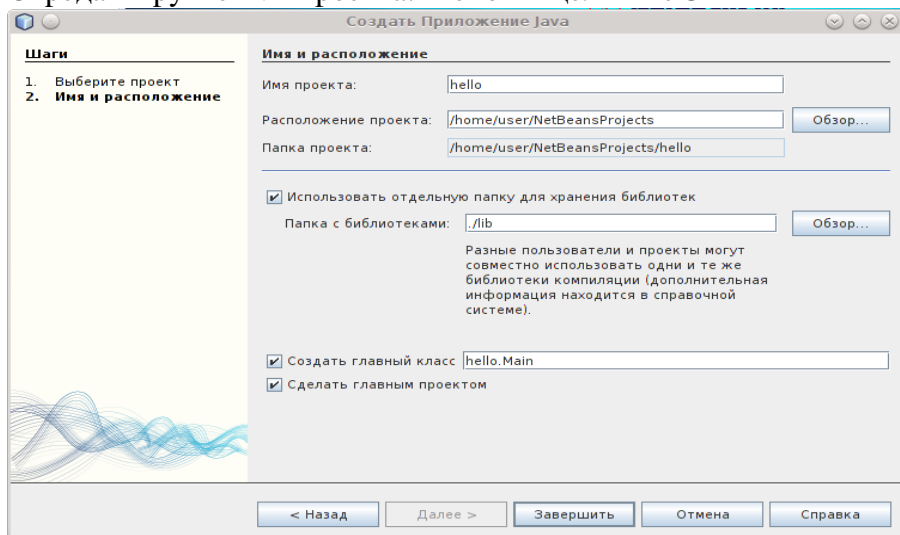 Создать Приложение Java
Шаги
1. Выберите проект
2. Имя и расположение
Имя и расположение
Имя проекта: hello
Расположение проекта: /home/user/NetBeansProjects Обзор...
Папка проекта: /home/user/NetBeansProjects/hello
Использовать отдельную папку для хранения библиотек
Папка с библиотеками: ./lib Обзор...
Разные пользователи и проекты могут
совместно использовать одни и те же
библиотеки компиляции (дополнительная
информация находится в справочной
системе).
Создать главный класс hello.Main
Сделать главным проектом
< Назад Далее > Завершить Отмена Справка